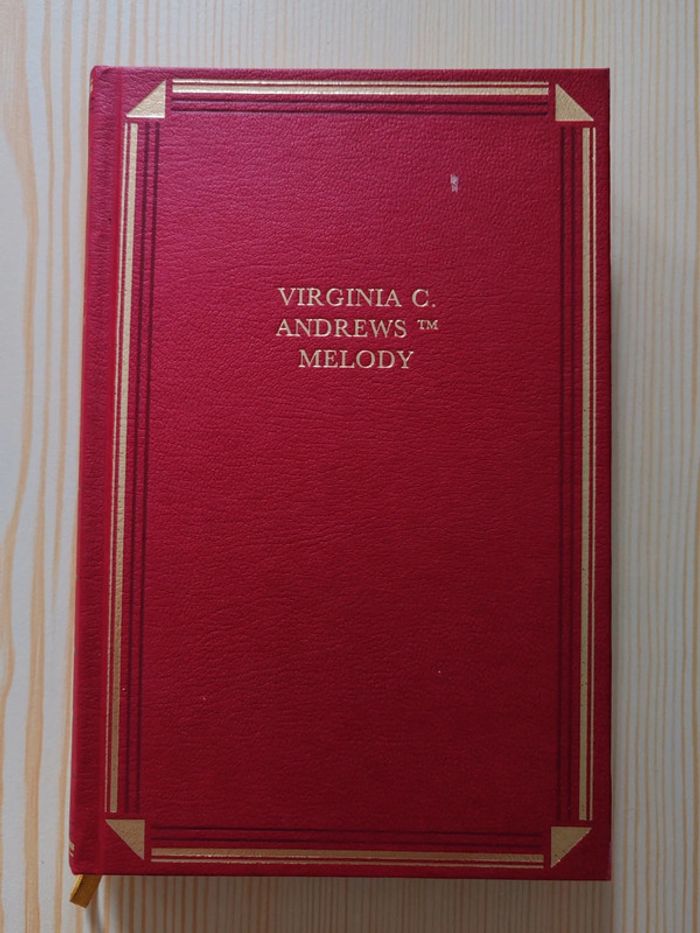 VIRGINIA C.
ANDREWS ™
MELODY